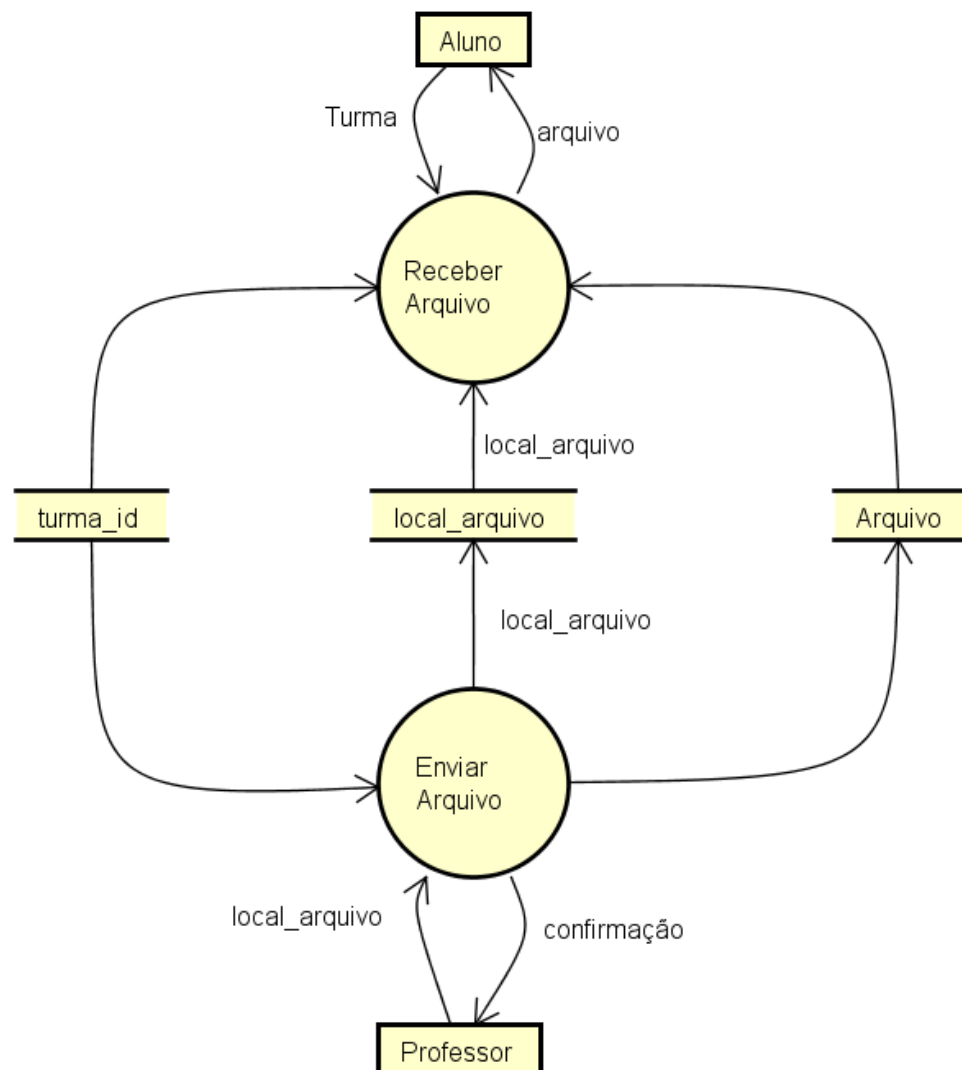 Aluno
Turma
arquivo
Receber
Arquivo
local_arquivo
turma_id
local_arquivo
Arquivo
local_arquivo
Enviar
Arquivo
local_arquivo
confirmação
Professor